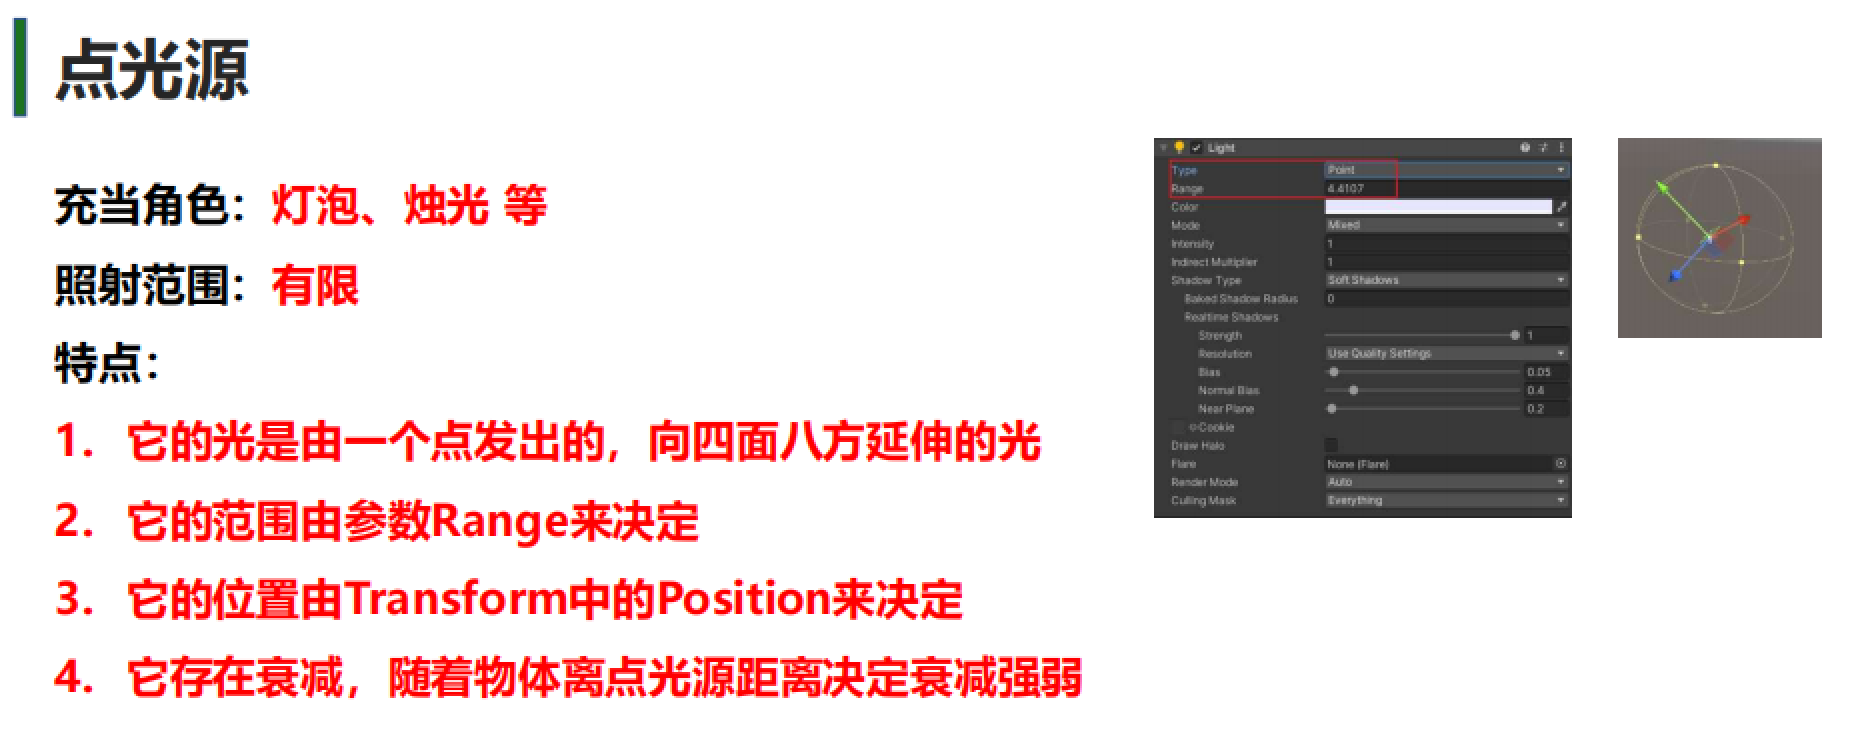 点光源
充当角色：灯泡、烛光 等
照射范围：有限
特点：
1. 它的光是由一个点发出的，向四面八方延伸的光
2. 它的范围由参数Range来决定
3. 它的位置由Transform中的Position来决定
4. 它存在衰减，随着物体离点光源距离决定衰减强弱
Light
Type Point
Range 4.4107
Color
Mode Mixed
Intensity 1
Indirect Multiplier 1
Shadow Type Soft Shadows
Baked Shadow Radius 0
Realtime Shadows
Strength 1
Resolution Use Quality Settings
Bias 0.05
Normal Bias 0.4
Near Plane 0.2
Cookie
Draw Halo
Flare None (Flare)
Render Mode Auto
Culling Mask Everything